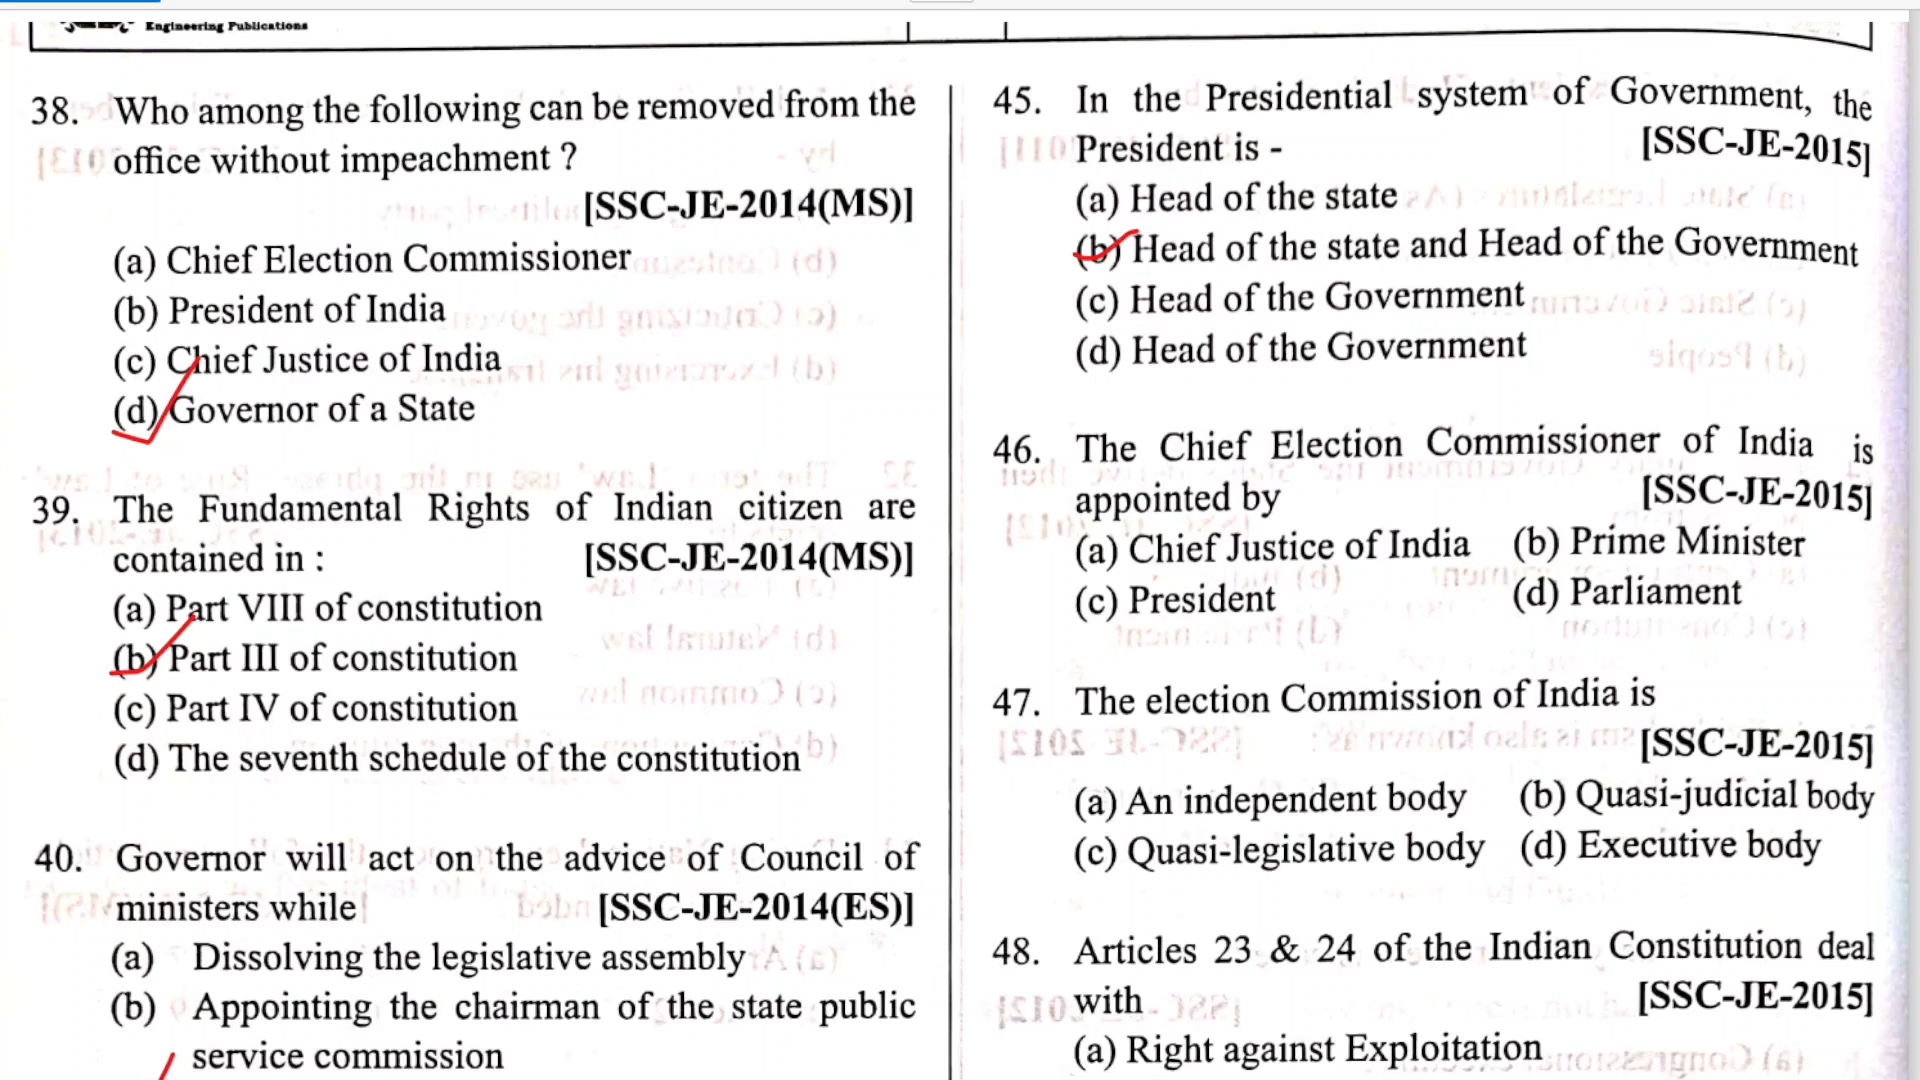 Engineering Publications
38. Who among the following can be removed from the
office without impeachment ?
[SSC-JE-2014(MS)]
(a) Chief Election Commissioner
(b) President of India
(c) Chief Justice of India
(d) Governor of a State
39. The Fundamental Rights of Indian citizen are
contained in : [SSC-JE-2014(MS)]
(a) Part VIII of constitution
(b) Part III of constitution
(c) Part IV of constitution
(d) The seventh schedule of the constitution
40. Governor will act on the advice of Council of
ministers while [SSC-JE-2014(ES)]
(a) Dissolving the legislative assembly
(b) Appointing the chairman of the state public
service commission
45. In the Presidential system of Government, the
President is - [SSC-JE-2015]
(a) Head of the state
(b) Head of the state and Head of the Government
(c) Head of the Government
(d) Head of the Government
46. The Chief Election Commissioner of India is
appointed by [SSC-JE-2015]
(a) Chief Justice of India (b) Prime Minister
(c) President (d) Parliament
47. The election Commission of India is
[SSC-JE-2015]
(a) An independent body (b) Quasi-judicial body
(c) Quasi-legislative body (d) Executive body
48. Articles 23 & 24 of the Indian Constitution deal
with [SSC-JE-2015]
(a) Right against Exploitation